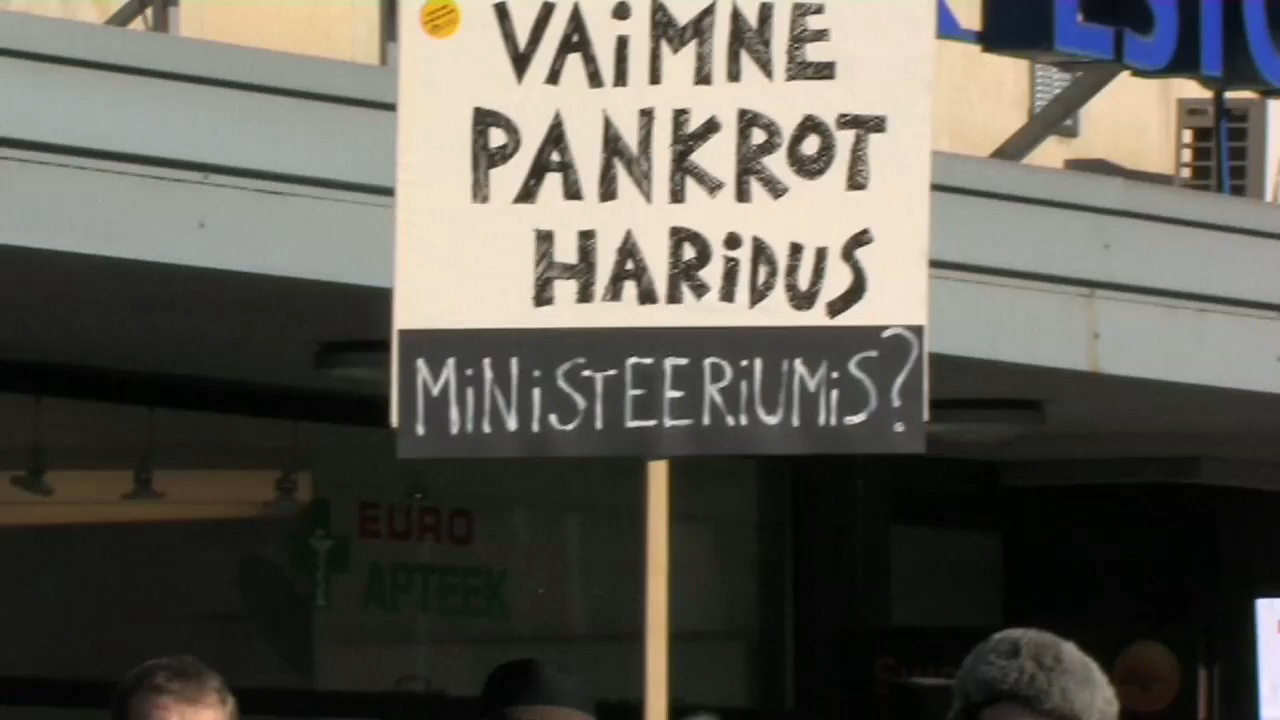 VAiMNE
PANKROT
HARiDUS
MiNiSTEERiUMiS?
EURO
APTEEK